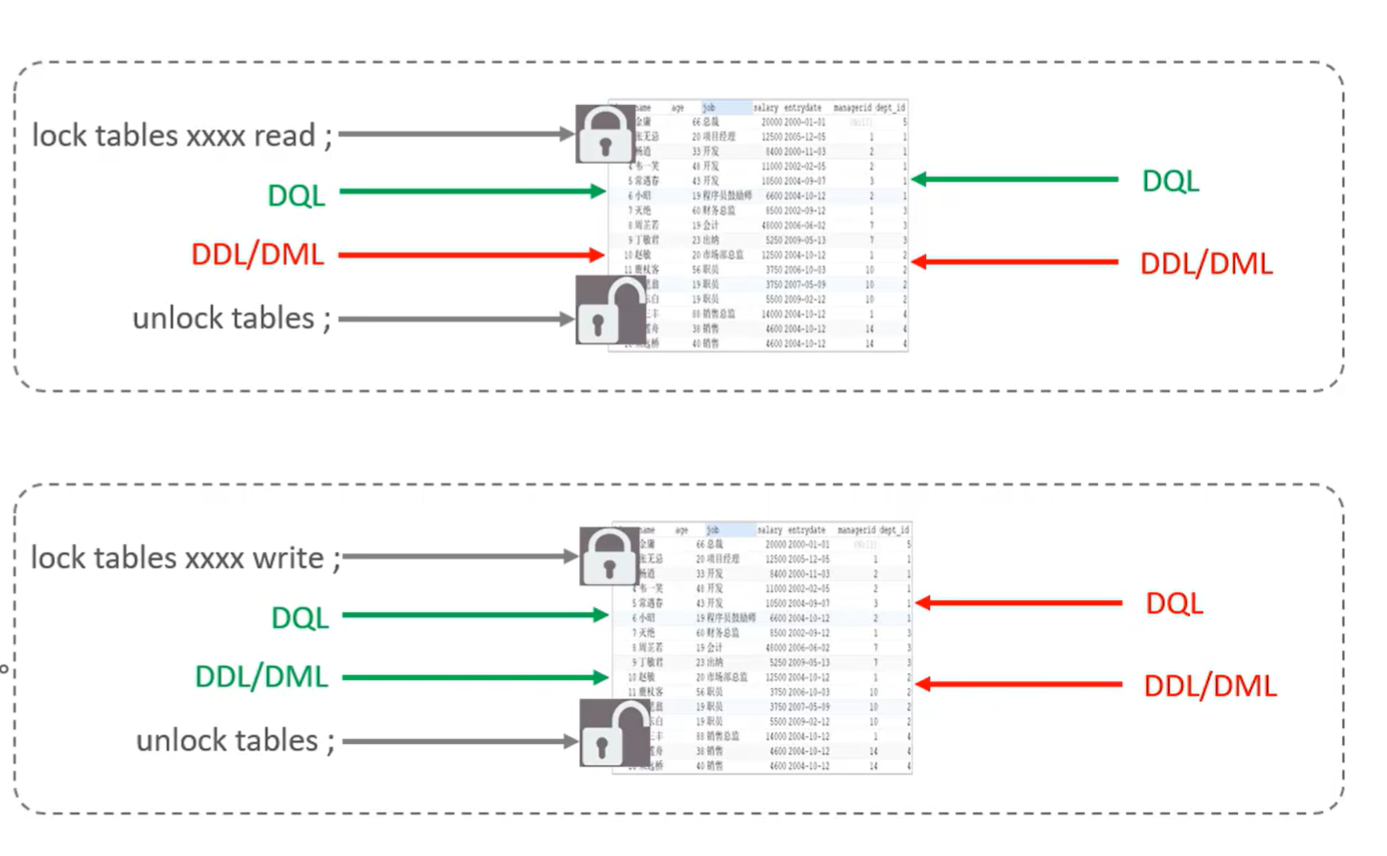 lock tables xxxx read ;
DQL
DDL/DML
unlock tables ;
name age job salary entrydate managerid dept_id
金庸 66 总裁 20000 2000-01-01 (Null) 5
张无忌 20 项目经理 12500 2005-12-05 1 1
杨逍 33 开发 8400 2000-11-03 2 1
4 韦一笑 48 开发 11000 2002-02-05 2 1
5 常遇春 43 开发 10500 2004-09-07 3 1
6 小昭 19 程序员鼓励师 6600 2004-10-12 2 1
7 灭绝 60 财务总监 8500 2002-09-12 1 3
8 周芷若 19 会计 48000 2006-06-02 7 3
9 丁敏君 23 出纳 5250 2009-05-13 7 3
10 赵敏 20 市场部总监 12500 2004-10-12 1 2
11 鹿杖客 56 职员 3750 2006-10-03 10 2
19 职员 3750 2007-05-09 10 2
东白 19 职员 5500 2009-02-12 10 2
三丰 88 销售总监 14000 2004-10-12 1 4
莲舟 38 销售 4600 2004-10-12 14 4
远桥 40 销售 4600 2004-10-12 14 4
DQL
DDL/DML
lock tables xxxx write ;
DQL
DDL/DML
unlock tables ;
name age job salary entrydate managerid dept_id
金庸 66 总裁 20000 2000-01-01 (Null) 5
张无忌 20 项目经理 12500 2005-12-05 1 1
杨逍 33 开发 8400 2000-11-03 2 1
4 韦一笑 48 开发 11000 2002-02-05 2 1
5 常遇春 43 开发 10500 2004-09-07 3 1
6 小昭 19 程序员鼓励师 6600 2004-10-12 2 1
7 灭绝 60 财务总监 8500 2002-09-12 1 3
8 周芷若 19 会计 48000 2006-06-02 7 3
9 丁敏君 23 出纳 5250 2009-05-13 7 3
10 赵敏 20 市场部总监 12500 2004-10-12 1 2
11 鹿杖客 56 职员 3750 2006-10-03 10 2
19 职员 3750 2007-05-09 10 2
东白 19 职员 5500 2009-02-12 10 2
三丰 88 销售总监 14000 2004-10-12 1 4
莲舟 38 销售 4600 2004-10-12 14 4
远桥 40 销售 4600 2004-10-12 14 4
DQL
DDL/DML